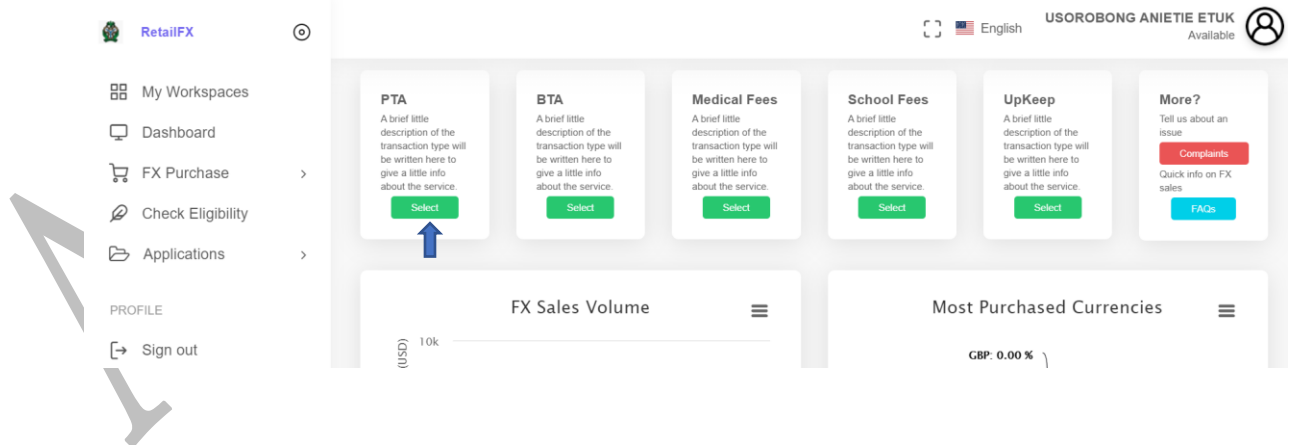 RetailFX
English
USOROBONG ANIETIE ETUK
Available
My Workspaces
Dashboard
FX Purchase
Check Eligibility
Applications
PROFILE
Sign out
PTA
A brief little
description of the
transaction type will
be written here to
give a little info
about the service.
Select
BTA
A brief little
description of the
transaction type will
be written here to
give a little info
about the service.
Select
Medical Fees
A brief little
description of the
transaction type will
be written here to
give a little info
about the service.
Select
School Fees
A brief little
description of the
transaction type will
be written here to
give a little info
about the service.
Select
UpKeep
A brief little
description of the
transaction type will
be written here to
give a little info
about the service.
Select
More?
Tell us about an
issue
Complaints
Quick info on FX
sales
FAQs
FX Sales Volume
10k
(USD)
Most Purchased Currencies
GBP: 0.00 %